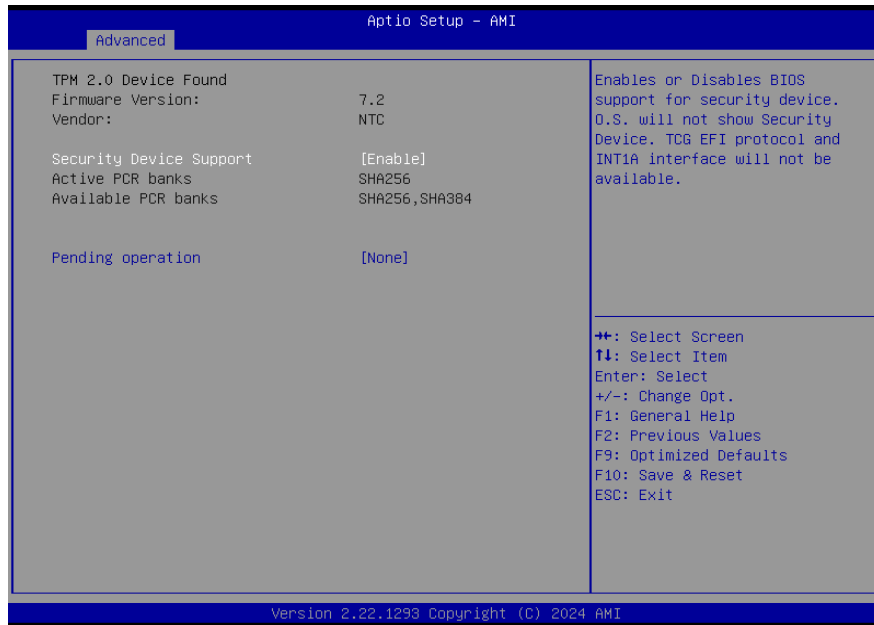 Aptio Setup – AMI
Advanced
TPM 2.0 Device Found
Firmware Version: 7.2
Vendor: NTC
Security Device Support [Enable]
Active PCR banks SHA256
Available PCR banks SHA256,SHA384
Pending operation [None]
Enables or Disables BIOS
support for security device.
O.S. will not show Security
Device. TCG EFI protocol and
INT1A interface will not be
available.
→←: Select Screen
↑↓: Select Item
Enter: Select
+/-: Change Opt.
F1: General Help
F2: Previous Values
F9: Optimized Defaults
F10: Save & Reset
ESC: Exit
Version 2.22.1293 Copyright (C) 2024 AMI